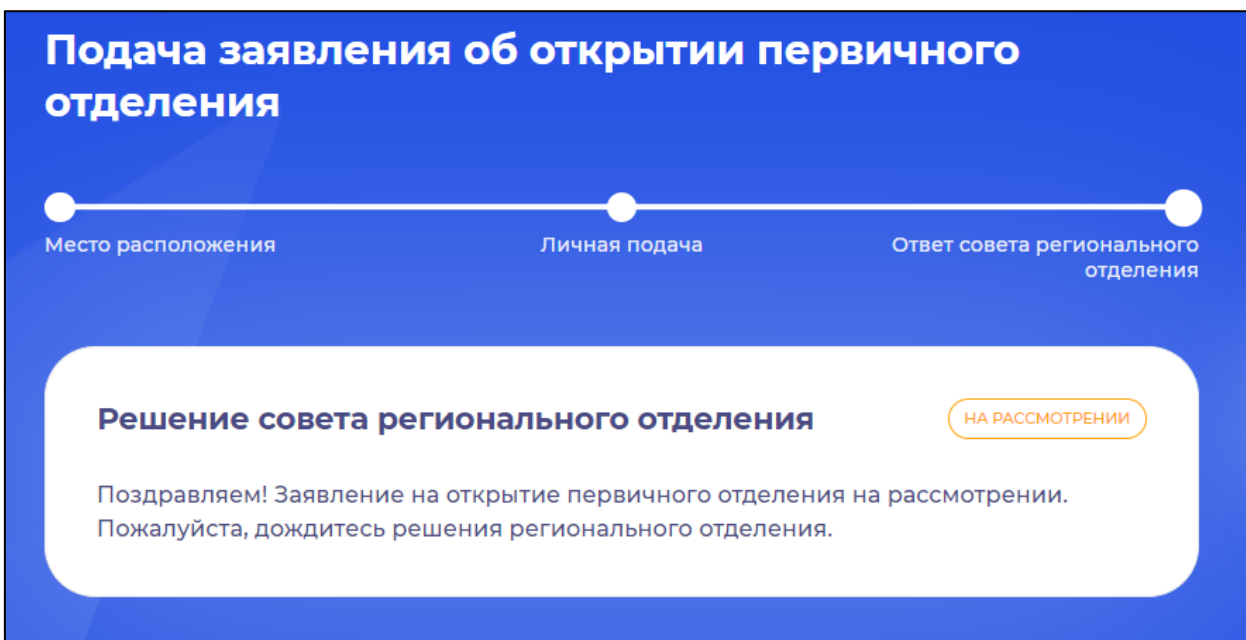 Подача заявления об открытии первичного
отделения
Место расположения
Личная подача
Ответ совета регионального
отделения
Решение совета регионального отделения
НА РАССМОТРЕНИИ
Поздравляем! Заявление на открытие первичного отделения на рассмотрении.
Пожалуйста, дождитесь решения регионального отделения.